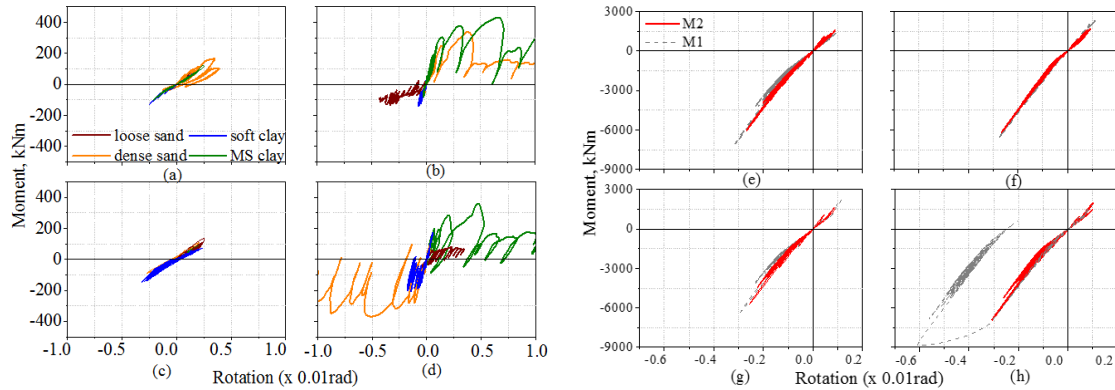 400
200
0
-200
-400
loose sand
soft clay
dense sand
MS clay
(a)
(b)
400
200
0
-200
-400
(c)
(d)
-1.0 -0.5 0.0 0.5 -1.0 -0.5 0.0 0.5 1.0
Rotation (x 0.01rad)
Moment, kNm
3000
0
-3000
-6000
-9000
M2
M1
(e)
(f)
3000
0
-3000
-6000
-9000
(g)
(h)
-0.6 -0.4 -0.2 0.0 0.2 -0.6 -0.4 -0.2 0.0 0.2
Rotation (x 0.01rad)
Moment, kNm